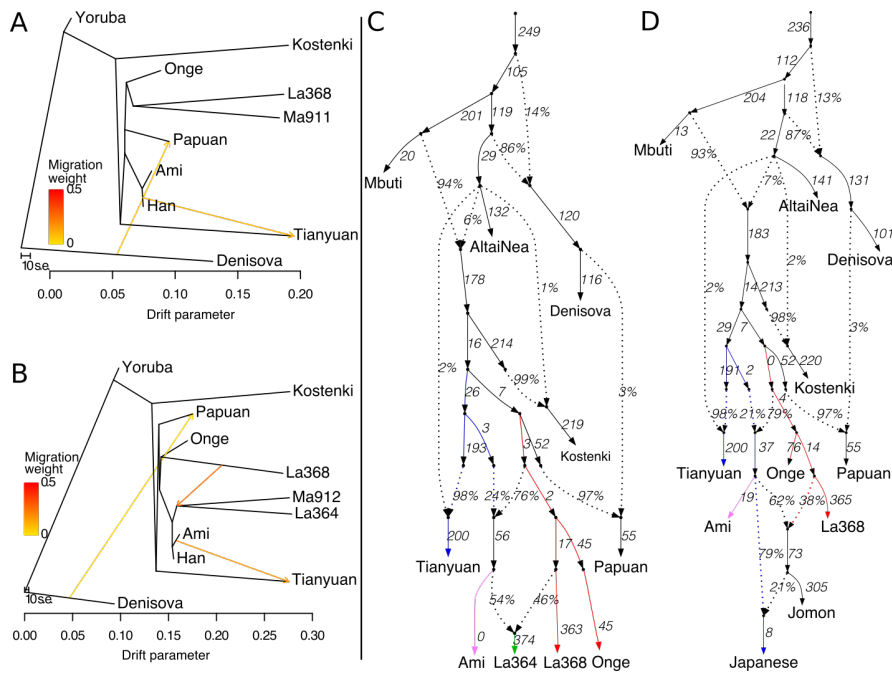 A
Yoruba
Kostenki
Onge
La368
Ma911
Papuan
Ami
Han
Tianyuan
Denisova
Migration
weight
0.5
0
10 s.e.
0.00 0.05 0.10 0.15 0.20
Drift parameter
B
Yoruba
Kostenki
Papuan
Onge
La368
Ma912
La364
Ami
Han
Tianyuan
Denisova
Migration
weight
0.5
0
10 s.e.
0.00 0.05 0.10 0.15 0.20 0.25 0.30
Drift parameter
C
249
105
201 119 14%
20 29 86%
Mbuti
94% 6% 132 120
AltaiNea
178 1% 116
Denisova
16 214
2% 99% 3%
26 7 219
Kostenki
3 3 52
193
98% 24% 76% 2 97%
200 56 17 45 55
Tianyuan Papuan
54% 46%
0 374 363 45
Ami La364 La368 Onge
D
236
112
204 118 13%
13 22 87%
Mbuti
93% 7% 141 131
AltaiNea
183 101
Denisova
2% 14 213 2% 3%
98%
29 7
191 2 0 52 220
Kostenki
98% 21% 79% 4 97%
200 37 76 14 55
Tianyuan Onge Papuan
19 62% 38% 365
Ami La368
79% 73
21% 305
Jomon
8
Japanese